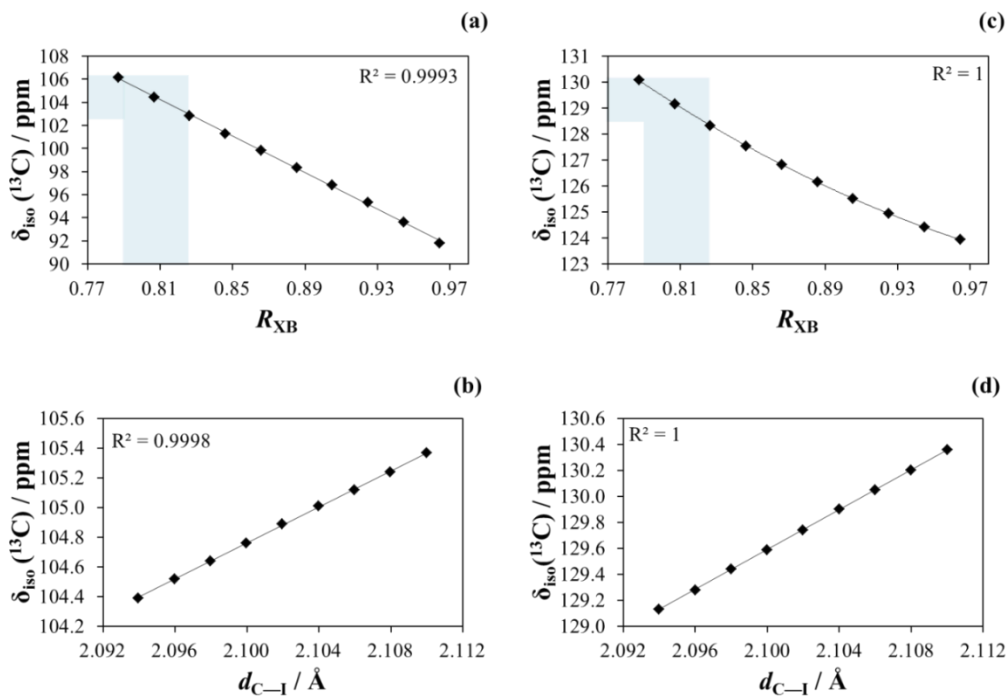 (a)
108
106
104
102
100
98
96
94
92
90
δiso (¹³C) / ppm
R² = 0.9993
0.77 0.81 0.85 0.89 0.93 0.97
RXB
(c)
131
130
129
128
127
126
125
124
123
δiso (¹³C) / ppm
R² = 1
0.77 0.81 0.85 0.89 0.93 0.97
RXB
(b)
105.6
105.4
105.2
105.0
104.8
104.6
104.4
104.2
δiso (¹³C) / ppm
R² = 0.9998
2.092 2.096 2.100 2.104 2.108 2.112
dC—I / Å
(d)
130.6
130.4
130.2
130.0
129.8
129.6
129.4
129.2
129.0
δiso(¹³C) / ppm
R² = 1
2.092 2.096 2.100 2.104 2.108 2.112
dC—I / Å